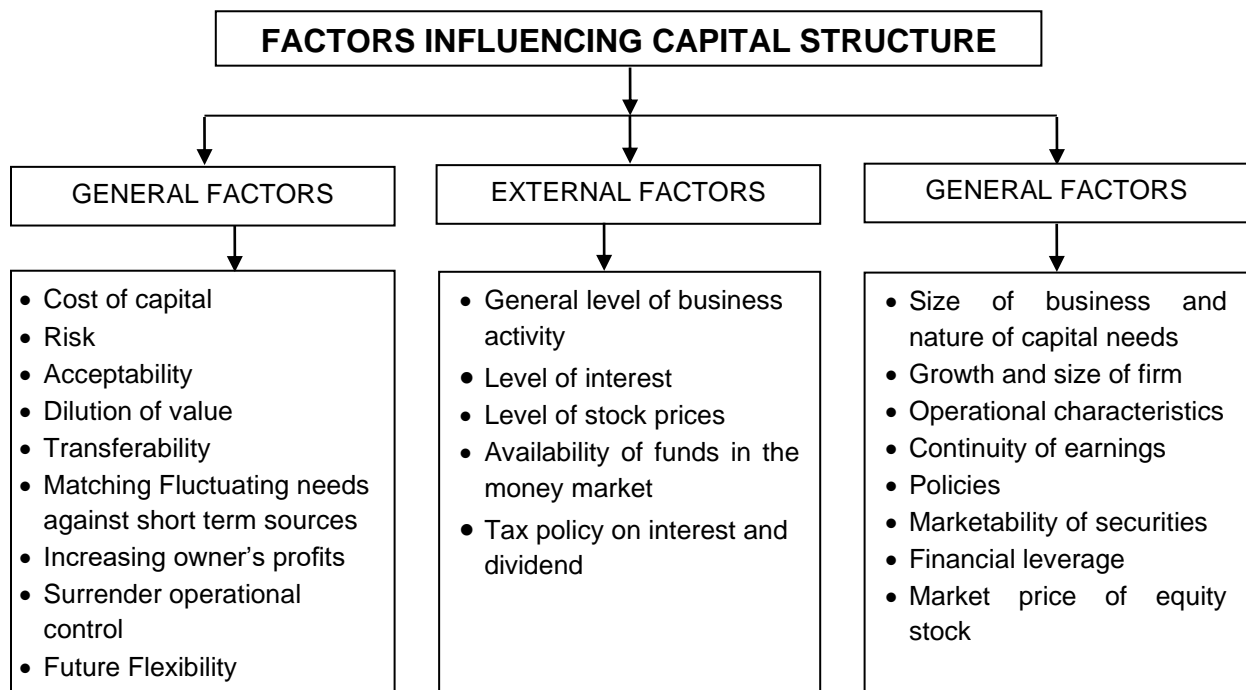 FACTORS INFLUENCING CAPITAL STRUCTURE
GENERAL FACTORS
• Cost of capital
• Risk
• Acceptability
• Dilution of value
• Transferability
• Matching Fluctuating needs
against short term sources
• Increasing owner's profits
• Surrender operational
control
• Future Flexibility
EXTERNAL FACTORS
• General level of business
activity
• Level of interest
• Level of stock prices
• Availability of funds in the
money market
• Tax policy on interest and
dividend
GENERAL FACTORS
• Size of business and
nature of capital needs
• Growth and size of firm
• Operational characteristics
• Continuity of earnings
• Policies
• Marketability of securities
• Financial leverage
• Market price of equity
stock